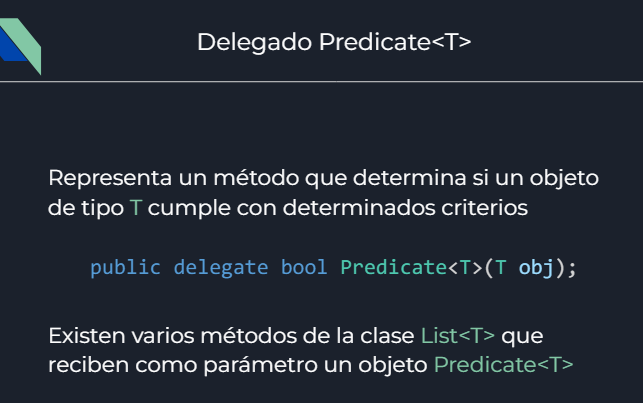 Delegado Predicate<T>
Representa un método que determina si un objeto
de tipo T cumple con determinados criterios
public delegate bool Predicate<T>(T obj);
Existen varios métodos de la clase List<T> que
reciben como parámetro un objeto Predicate<T>